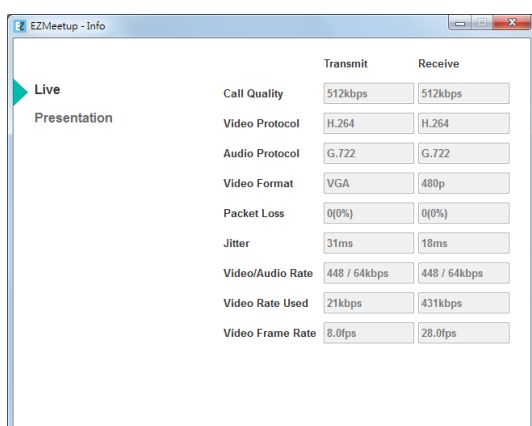 EZMeetup - Info
Transmit Receive
Live
Presentation
Call Quality 512kbps 512kbps
Video Protocol H.264 H.264
Audio Protocol G.722 G.722
Video Format VGA 480p
Packet Loss 0(0%) 0(0%)
Jitter 31ms 18ms
Video/Audio Rate 448 / 64kbps 448 / 64kbps
Video Rate Used 21kbps 431kbps
Video Frame Rate 8.0fps 28.0fps